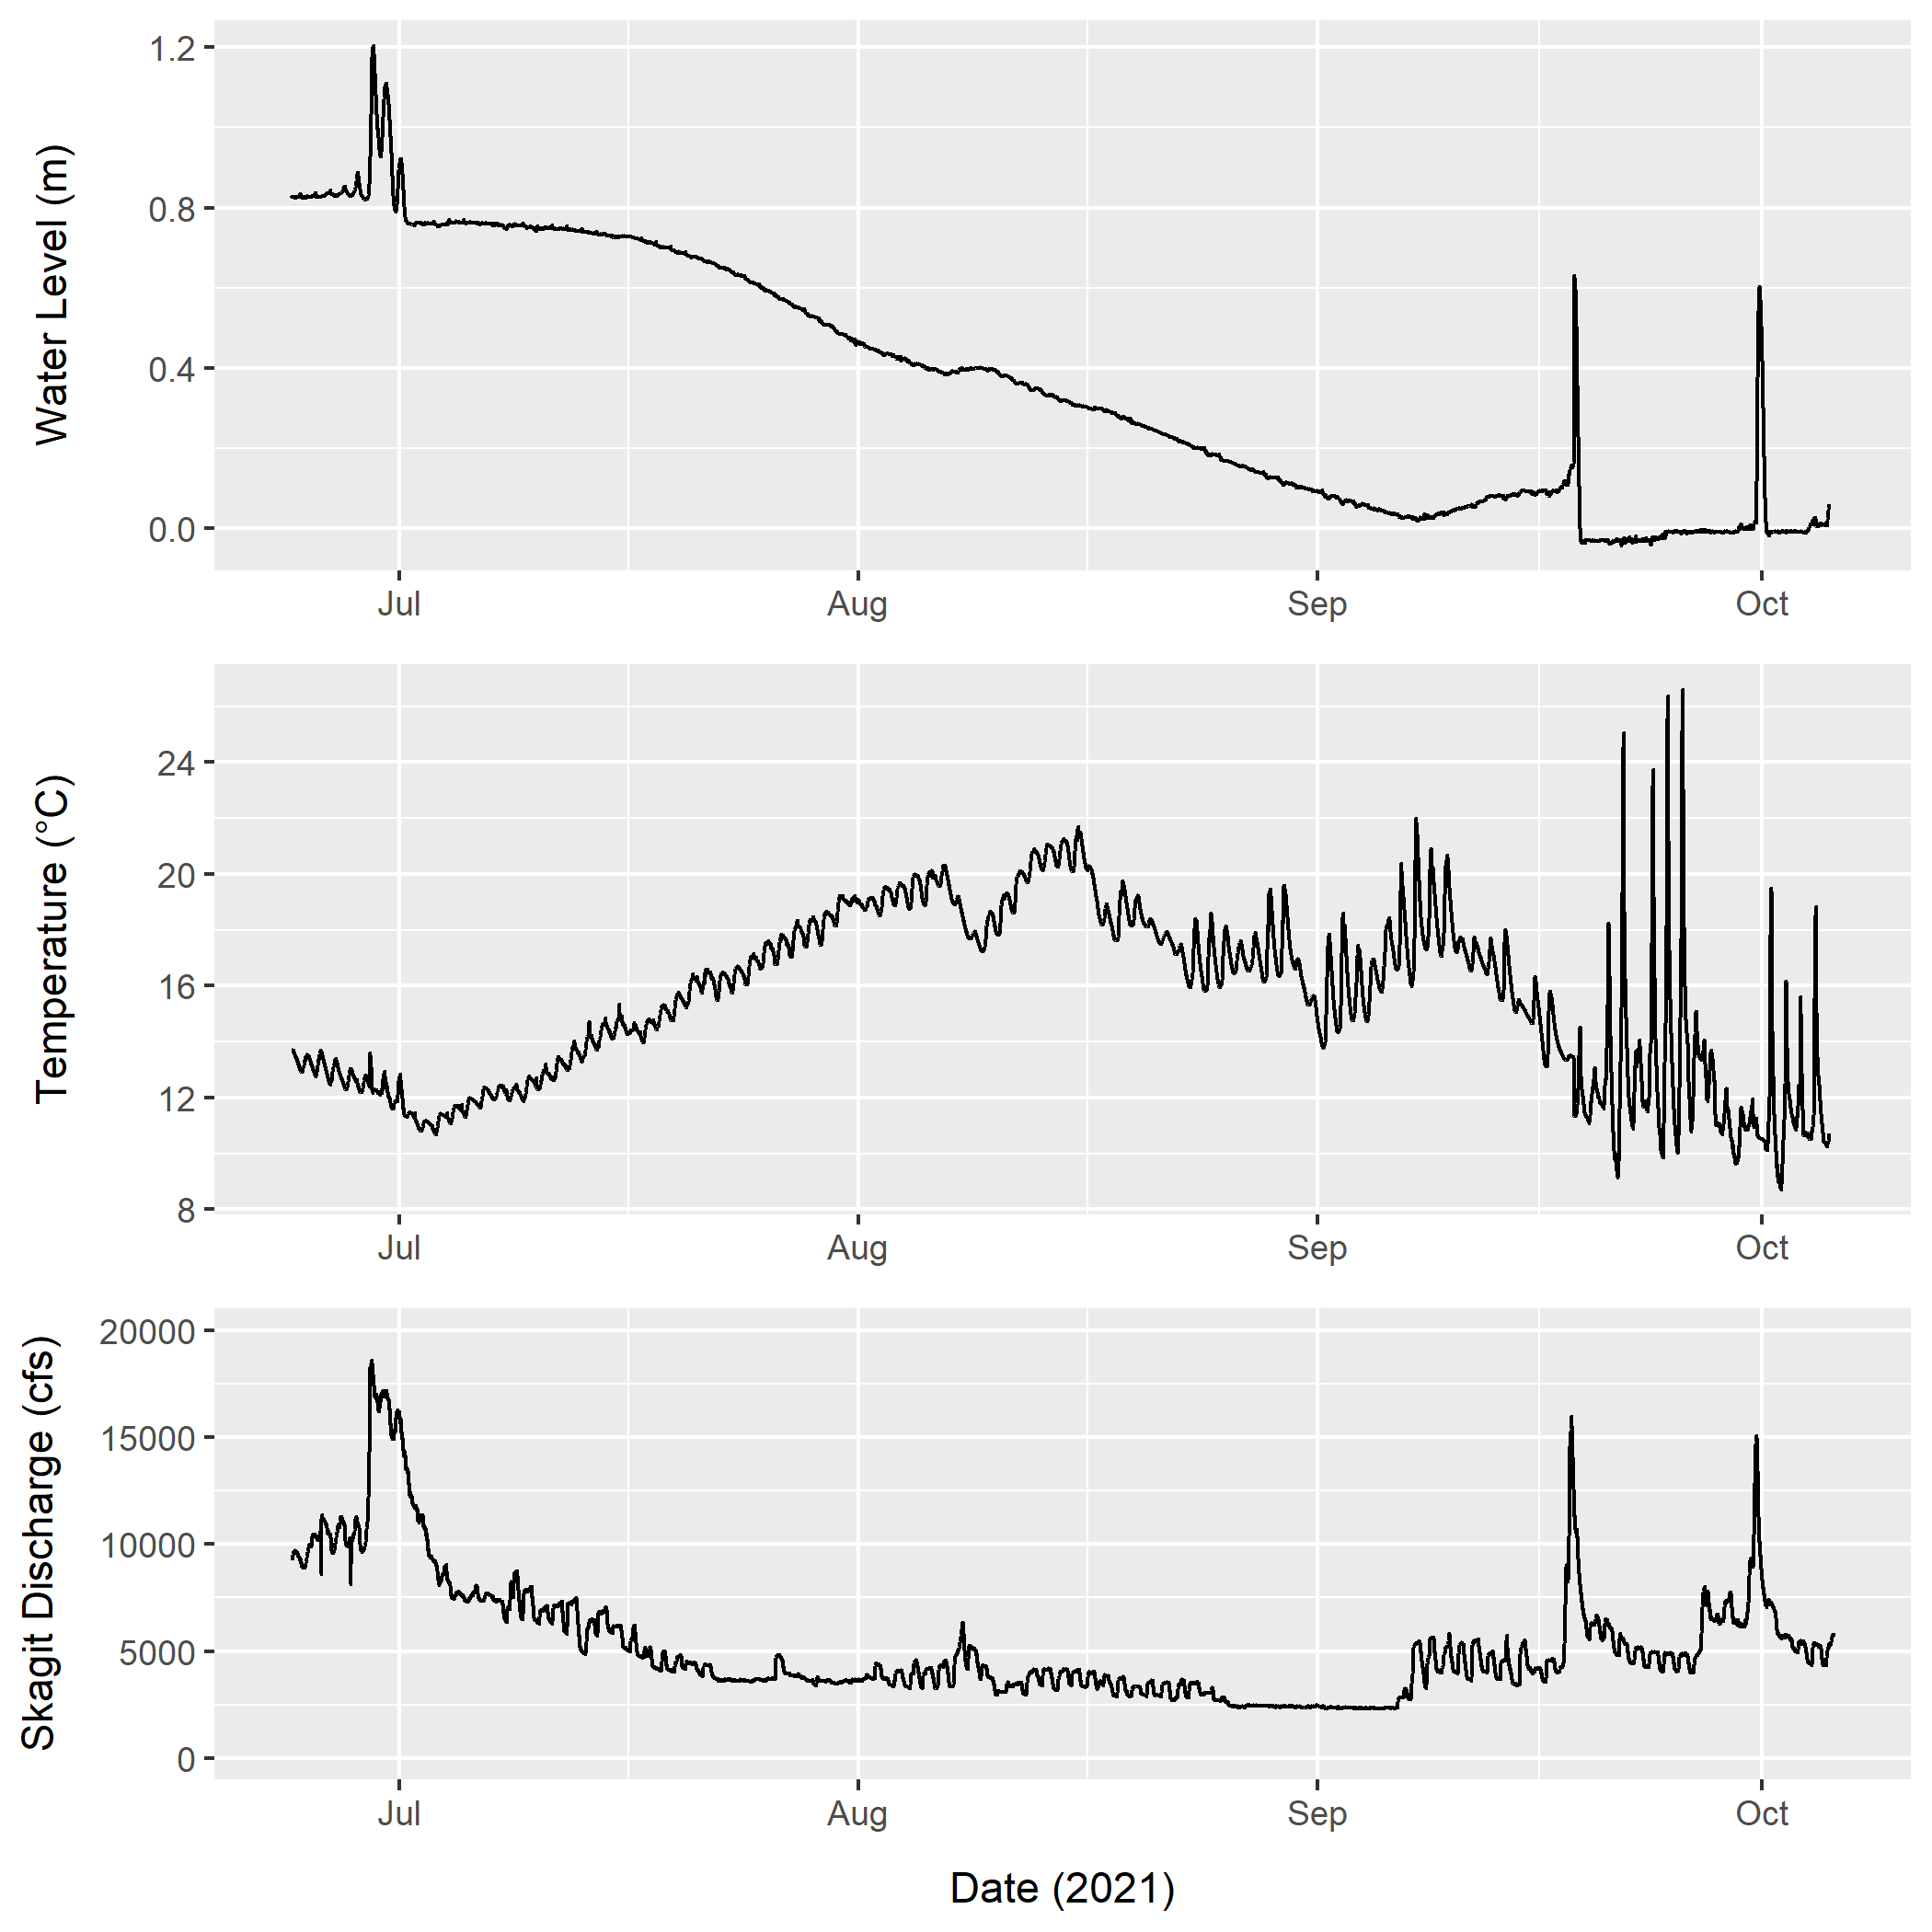 Water Level (m)
1.2
0.8
0.4
0.0
Jul Aug Sep Oct
Temperature (°C)
24
20
16
12
8
Jul Aug Sep Oct
Skagit Discharge (cfs)
20000
15000
10000
5000
0
Jul Aug Sep Oct
Date (2021)